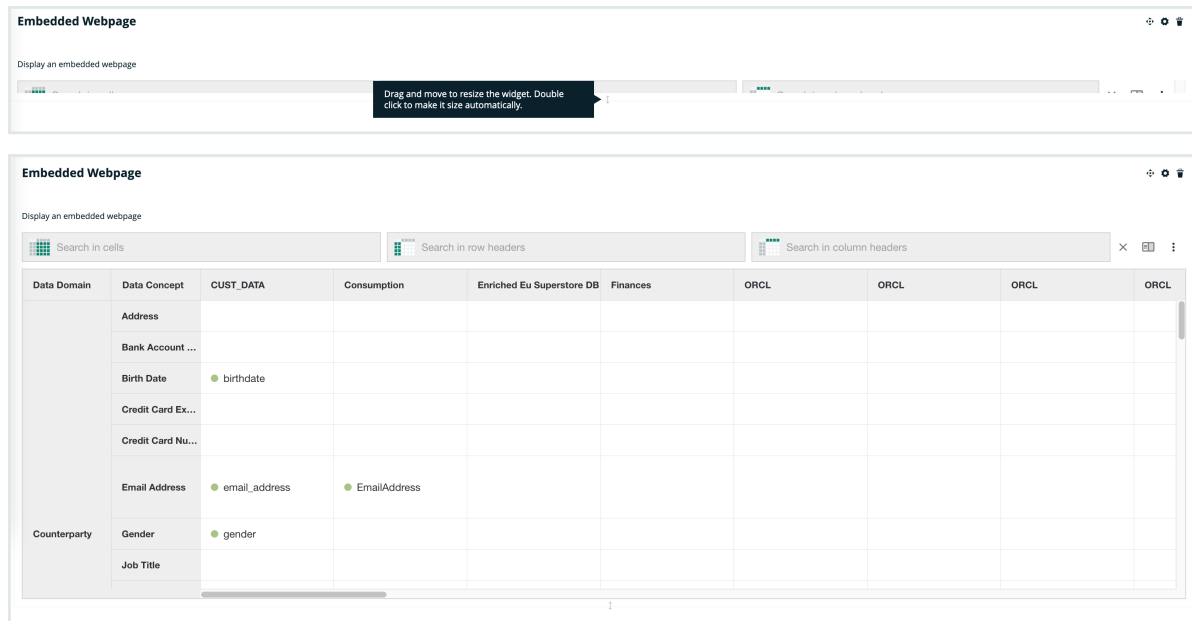 Embedded Webpage
Display an embedded webpage
Drag and move to resize the widget. Double
click to make it size automatically.
Embedded Webpage
Display an embedded webpage
Search in cells Search in row headers Search in column headers
Data Domain Data Concept CUST_DATA Consumption Enriched Eu Superstore DB Finances ORCL ORCL ORCL ORCL
Address
Bank Account ...
Birth Date birthdate
Credit Card Ex...
Credit Card Nu...
Email Address email_address EmailAddress
Counterparty Gender gender
Job Title